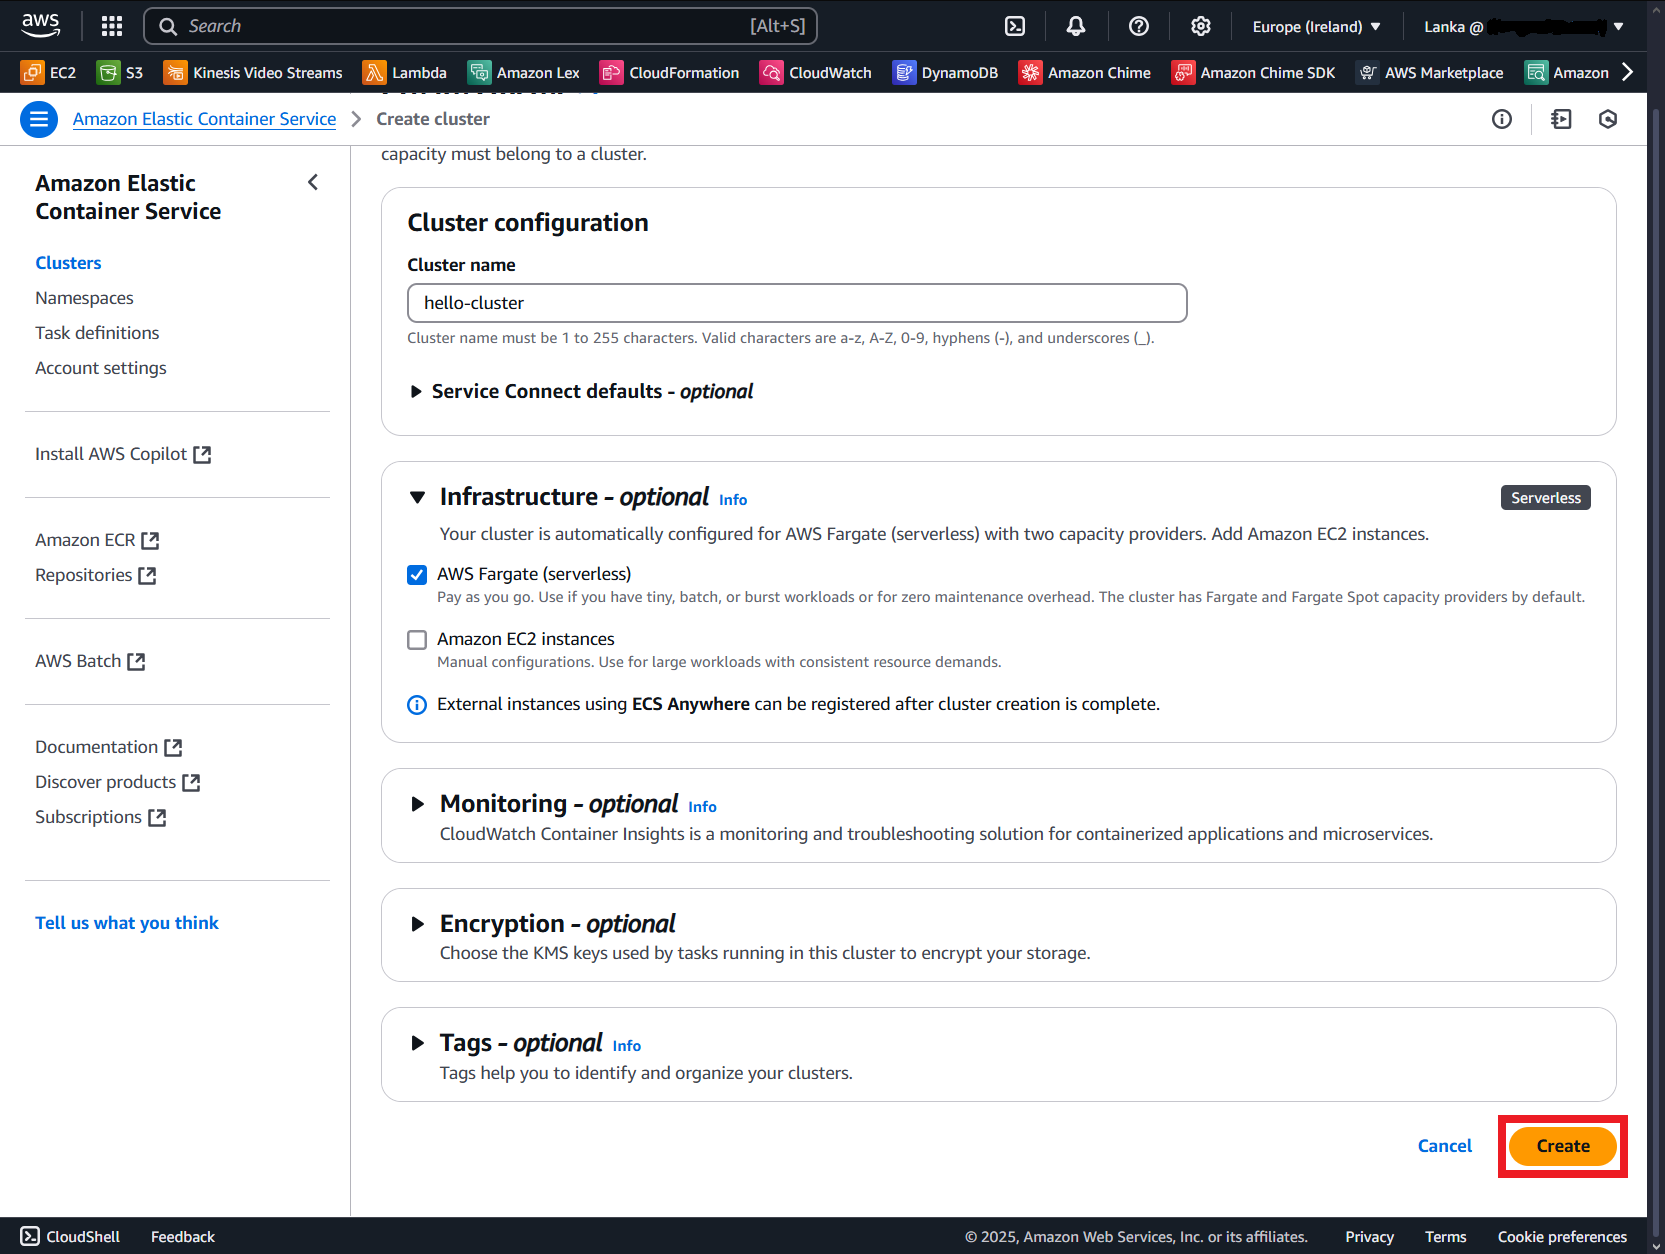 aws
Search [Alt+S]
Europe (Ireland)
Lanka @
EC2 S3 Kinesis Video Streams Lambda Amazon Lex CloudFormation CloudWatch DynamoDB Amazon Chime Amazon Chime SDK AWS Marketplace Amazon
Amazon Elastic Container Service Create cluster
capacity must belong to a cluster.
Amazon Elastic
Container Service
Clusters
Namespaces
Task definitions
Account settings
Install AWS Copilot
Amazon ECR
Repositories
AWS Batch
Documentation
Discover products
Subscriptions
Tell us what you think
Cluster configuration
Cluster name
hello-cluster
Cluster name must be 1 to 255 characters. Valid characters are a-z, A-Z, 0-9, hyphens (-), and underscores (_).
Service Connect defaults - optional
Infrastructure - optional Info
Serverless
Your cluster is automatically configured for AWS Fargate (serverless) with two capacity providers. Add Amazon EC2 instances.
AWS Fargate (serverless)
Pay as you go. Use if you have tiny, batch, or burst workloads or for zero maintenance overhead. The cluster has Fargate and Fargate Spot capacity providers by default.
Amazon EC2 instances
Manual configurations. Use for large workloads with consistent resource demands.
External instances using ECS Anywhere can be registered after cluster creation is complete.
Monitoring - optional Info
CloudWatch Container Insights is a monitoring and troubleshooting solution for containerized applications and microservices.
Encryption - optional
Choose the KMS keys used by tasks running in this cluster to encrypt your storage.
Tags - optional Info
Tags help you to identify and organize your clusters.
Cancel Create
CloudShell Feedback © 2025, Amazon Web Services, Inc. or its affiliates. Privacy Terms Cookie preferences